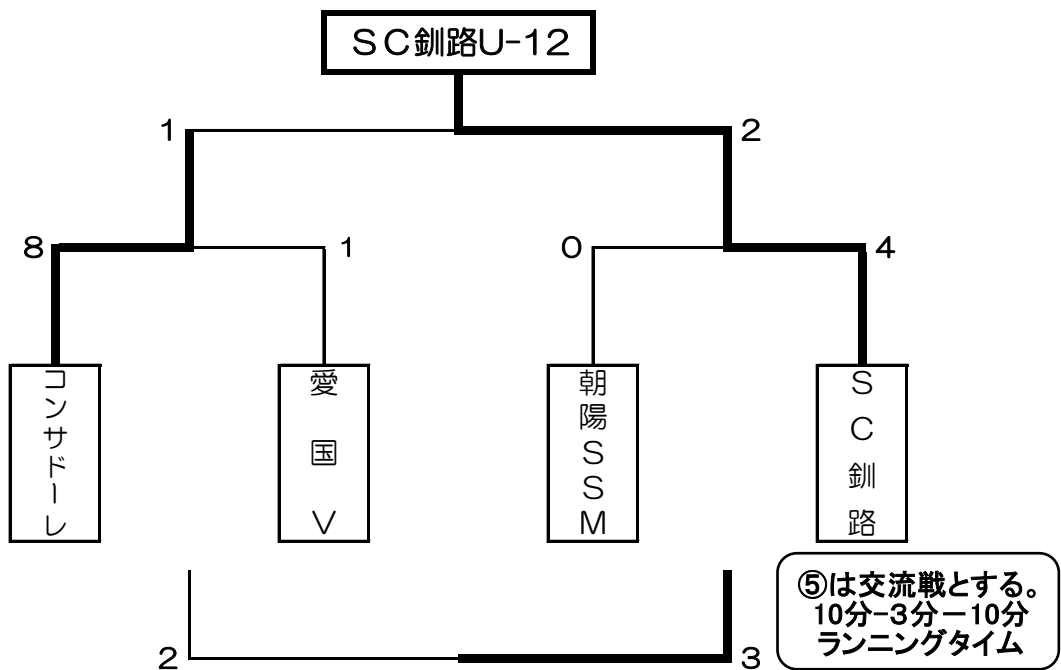 SC釧路U-12
1
2
8
1
0
4
コンサドーレ
愛国V
朝陽SSM
SC釧路
⑤は交流戦とする。
10分-3分ー10分
ランニングタイム
2
3